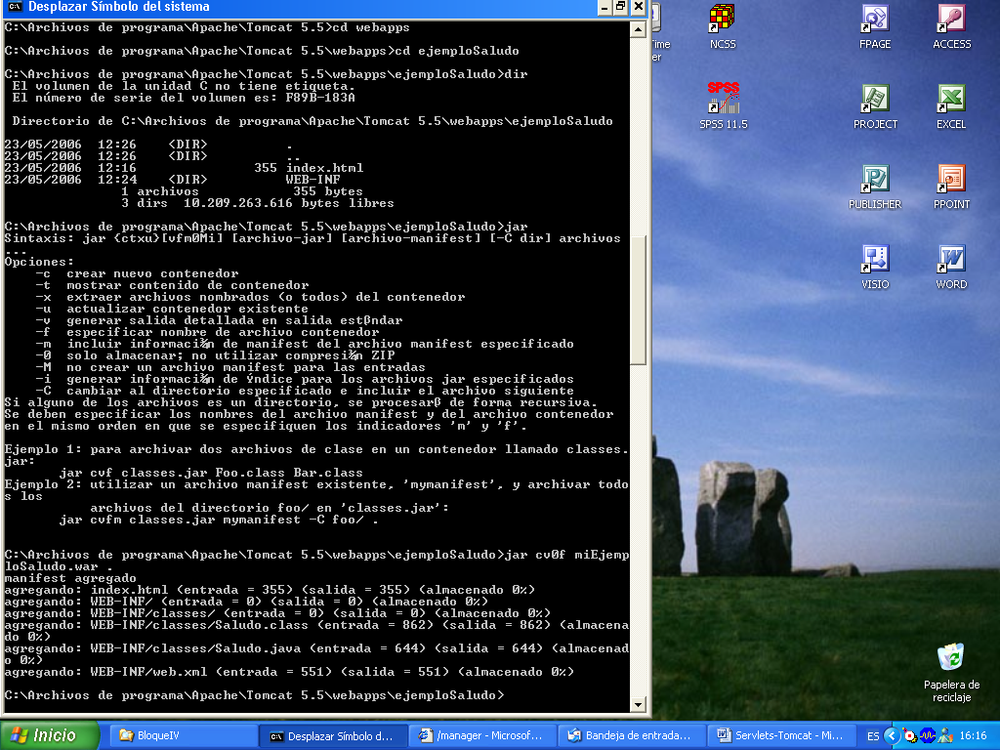 Desplazar Símbolo del sistema
C:\Archivos de programa\Apache\Tomcat 5.5>cd webapps
C:\Archivos de programa\Apache\Tomcat 5.5\webapps>cd ejemploSaludo
C:\Archivos de programa\Apache\Tomcat 5.5\webapps\ejemploSaludo>dir
El volumen de la unidad C no tiene etiqueta.
El número de serie del volumen es: F89B-183A
Directorio de C:\Archivos de programa\Apache\Tomcat 5.5\webapps\ejemploSaludo
23/05/2006  12:26    <DIR>          .
23/05/2006  12:26    <DIR>          ..
23/05/2006  12:16               355 index.html
23/05/2006  12:24    <DIR>          WEB-INF
1 archivos            355 bytes
3 dirs  10.209.263.616 bytes libres
C:\Archivos de programa\Apache\Tomcat 5.5\webapps\ejemploSaludo>jar
Sintaxis: jar {ctxu}[vfm0Mi] [archivo-jar] [archivo-manifest] [-C dir] archivos
...
Opciones:
-c  crear nuevo contenedor
-t  mostrar contenido de contenedor
-x  extraer archivos nombrados (o todos) del contenedor
-u  actualizar contenedor existente
-v  generar salida detallada en salida estßndar
-f  especificar nombre de archivo contenedor
-m  incluir informaci¾n de manifest del archivo manifest especificado
-0  solo almacenar; no utilizar compresi¾n ZIP
-M  no crear un archivo manifest para las entradas
-i  generar informaci¾n de Ýndice para los archivos jar especificados
-C  cambiar al directorio especificado e incluir el archivo siguiente
Si alguno de los archivos es un directorio, se procesarß de forma recursiva.
Se deben especificar los nombres del archivo manifest y del archivo contenedor
en el mismo orden en que se especifiquen los indicadores 'm' y 'f'.
Ejemplo 1: para archivar dos archivos de clase en un contenedor llamado classes.
jar:
jar cvf classes.jar Foo.class Bar.class
Ejemplo 2: utilizar un archivo manifest existente, 'mymanifest', y archivar todo
s los
archivos del directorio foo/ en 'classes.jar':
jar cvfm classes.jar mymanifest -C foo/ .
C:\Archivos de programa\Apache\Tomcat 5.5\webapps\ejemploSaludo>jar cv0f miEjemp
loSaludo.war .
manifest agregado
agregando: index.html (entrada = 355) (salida = 355) (almacenado 0%)
agregando: WEB-INF/ (entrada = 0) (salida = 0) (almacenado 0%)
agregando: WEB-INF/classes/ (entrada = 0) (salida = 0) (almacenado 0%)
agregando: WEB-INF/classes/Saludo.class (entrada = 862) (salida = 862) (almacena
do 0%)
agregando: WEB-INF/classes/Saludo.java (entrada = 644) (salida = 644) (almacenad
o 0%)
agregando: WEB-INF/web.xml (entrada = 551) (salida = 551) (almacenado 0%)
C:\Archivos de programa\Apache\Tomcat 5.5\webapps\ejemploSaludo>
NCSS
FPAGE
ACCESS
SPSS
SPSS 11.5
PROJECT
EXCEL
PUBLISHER
PPOINT
VISIO
WORD
Papelera de
reciclaje
Inicio
BloqueIV
Desplazar Símbolo d...
/manager - Microsof...
Bandeja de entrada...
Servlets-Tomcat - Mi...
ES
16:16